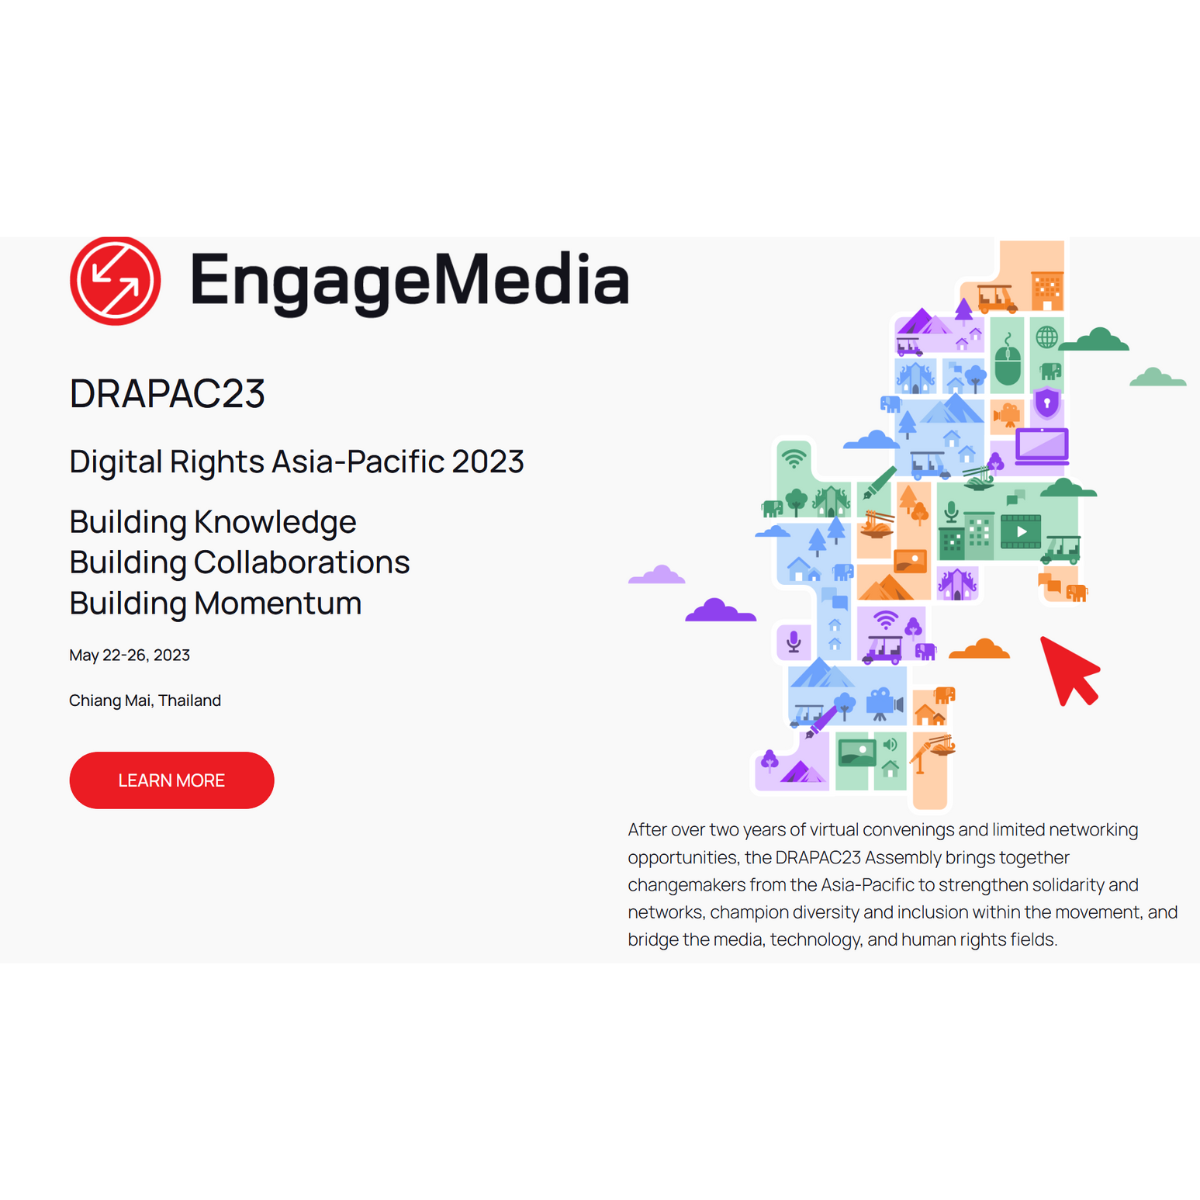 EngageMedia
DRAPAC23
Digital Rights Asia-Pacific 2023
Building Knowledge
Building Collaborations
Building Momentum
May 22-26, 2023
Chiang Mai, Thailand
LEARN MORE
After over two years of virtual convenings and limited networking
opportunities, the DRAPAC23 Assembly brings together
changemakers from the Asia-Pacific to strengthen solidarity and
networks, champion diversity and inclusion within the movement, and
bridge the media, technology, and human rights fields.